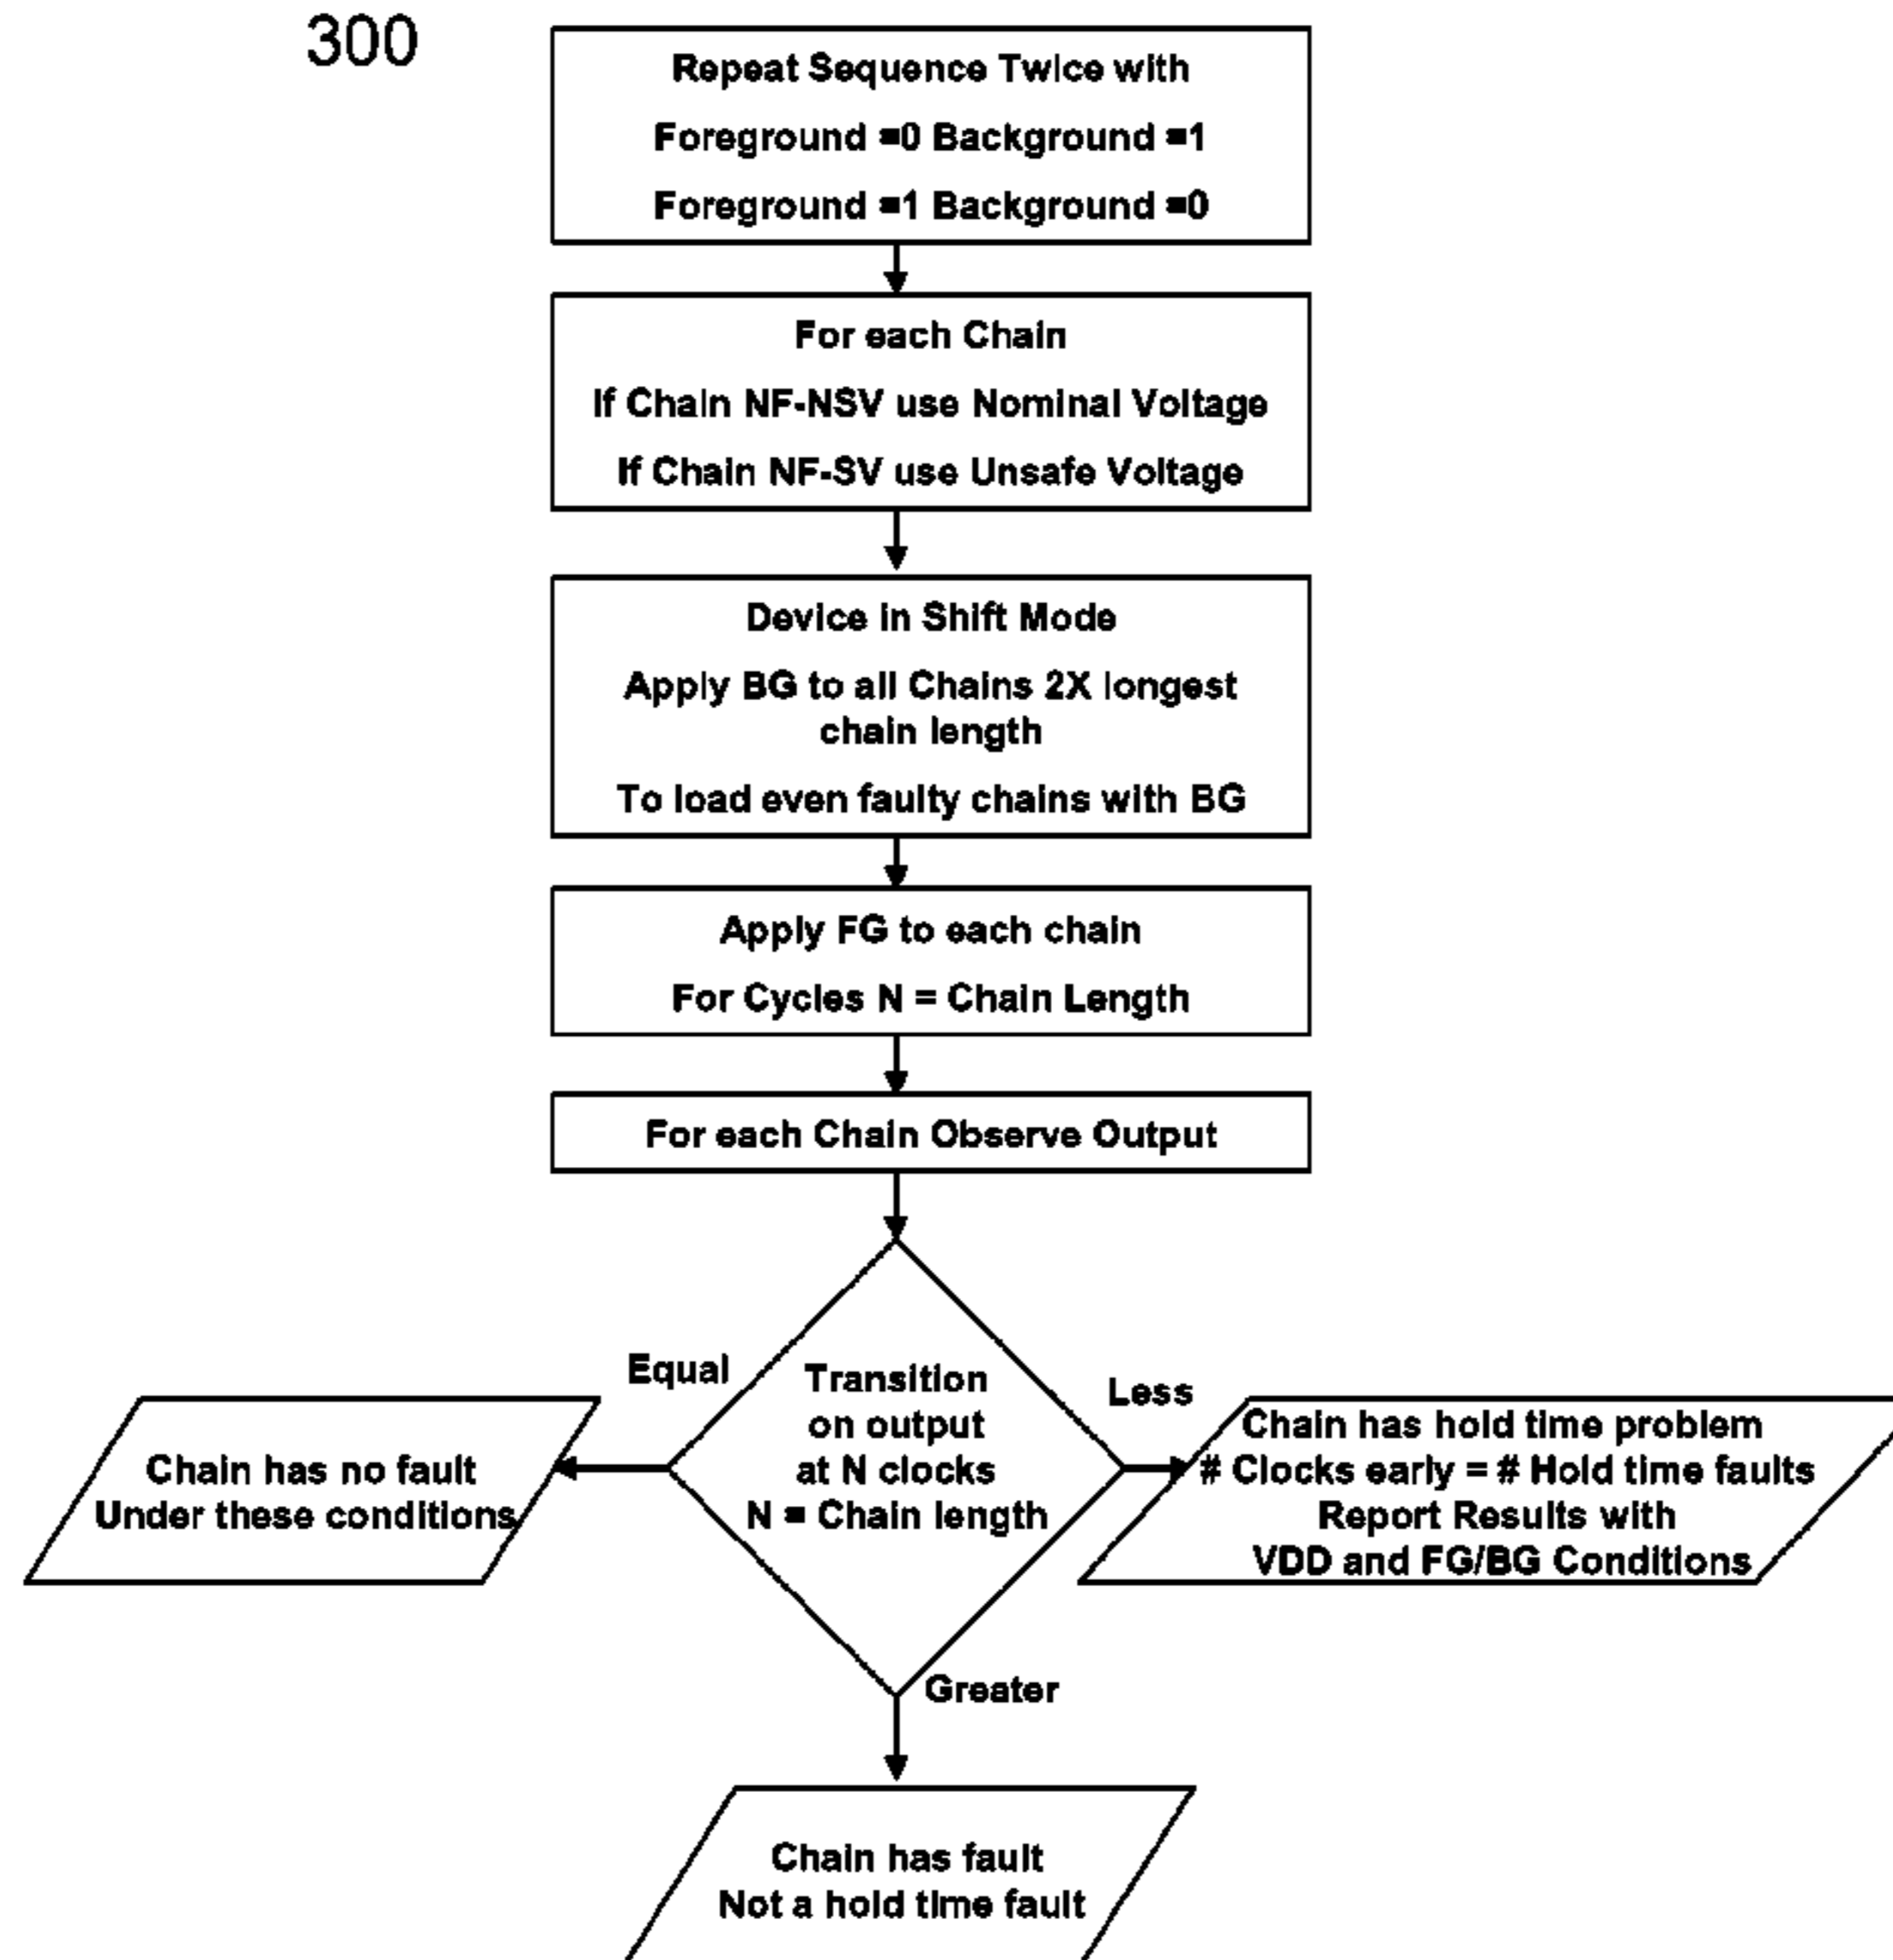 300
Repeat Sequence Twice with
Foreground =0 Background =1
Foreground =1 Background =0
For each Chain
If Chain NF-NSV use Nominal Voltage
If Chain NF-SV use Unsafe Voltage
Device in Shift Mode
Apply BG to all Chains 2X longest
chain length
To load even faulty chains with BG
Apply FG to each chain
For Cycles N = Chain Length
For each Chain Observe Output
Transition
on output
at N clocks
N = Chain length
Equal
Chain has no fault
Under these conditions
Less
Chain has hold time problem
# Clocks early = # Hold time faults
Report Results with
VDD and FG/BG Conditions
Greater
Chain has fault
Not a hold time fault